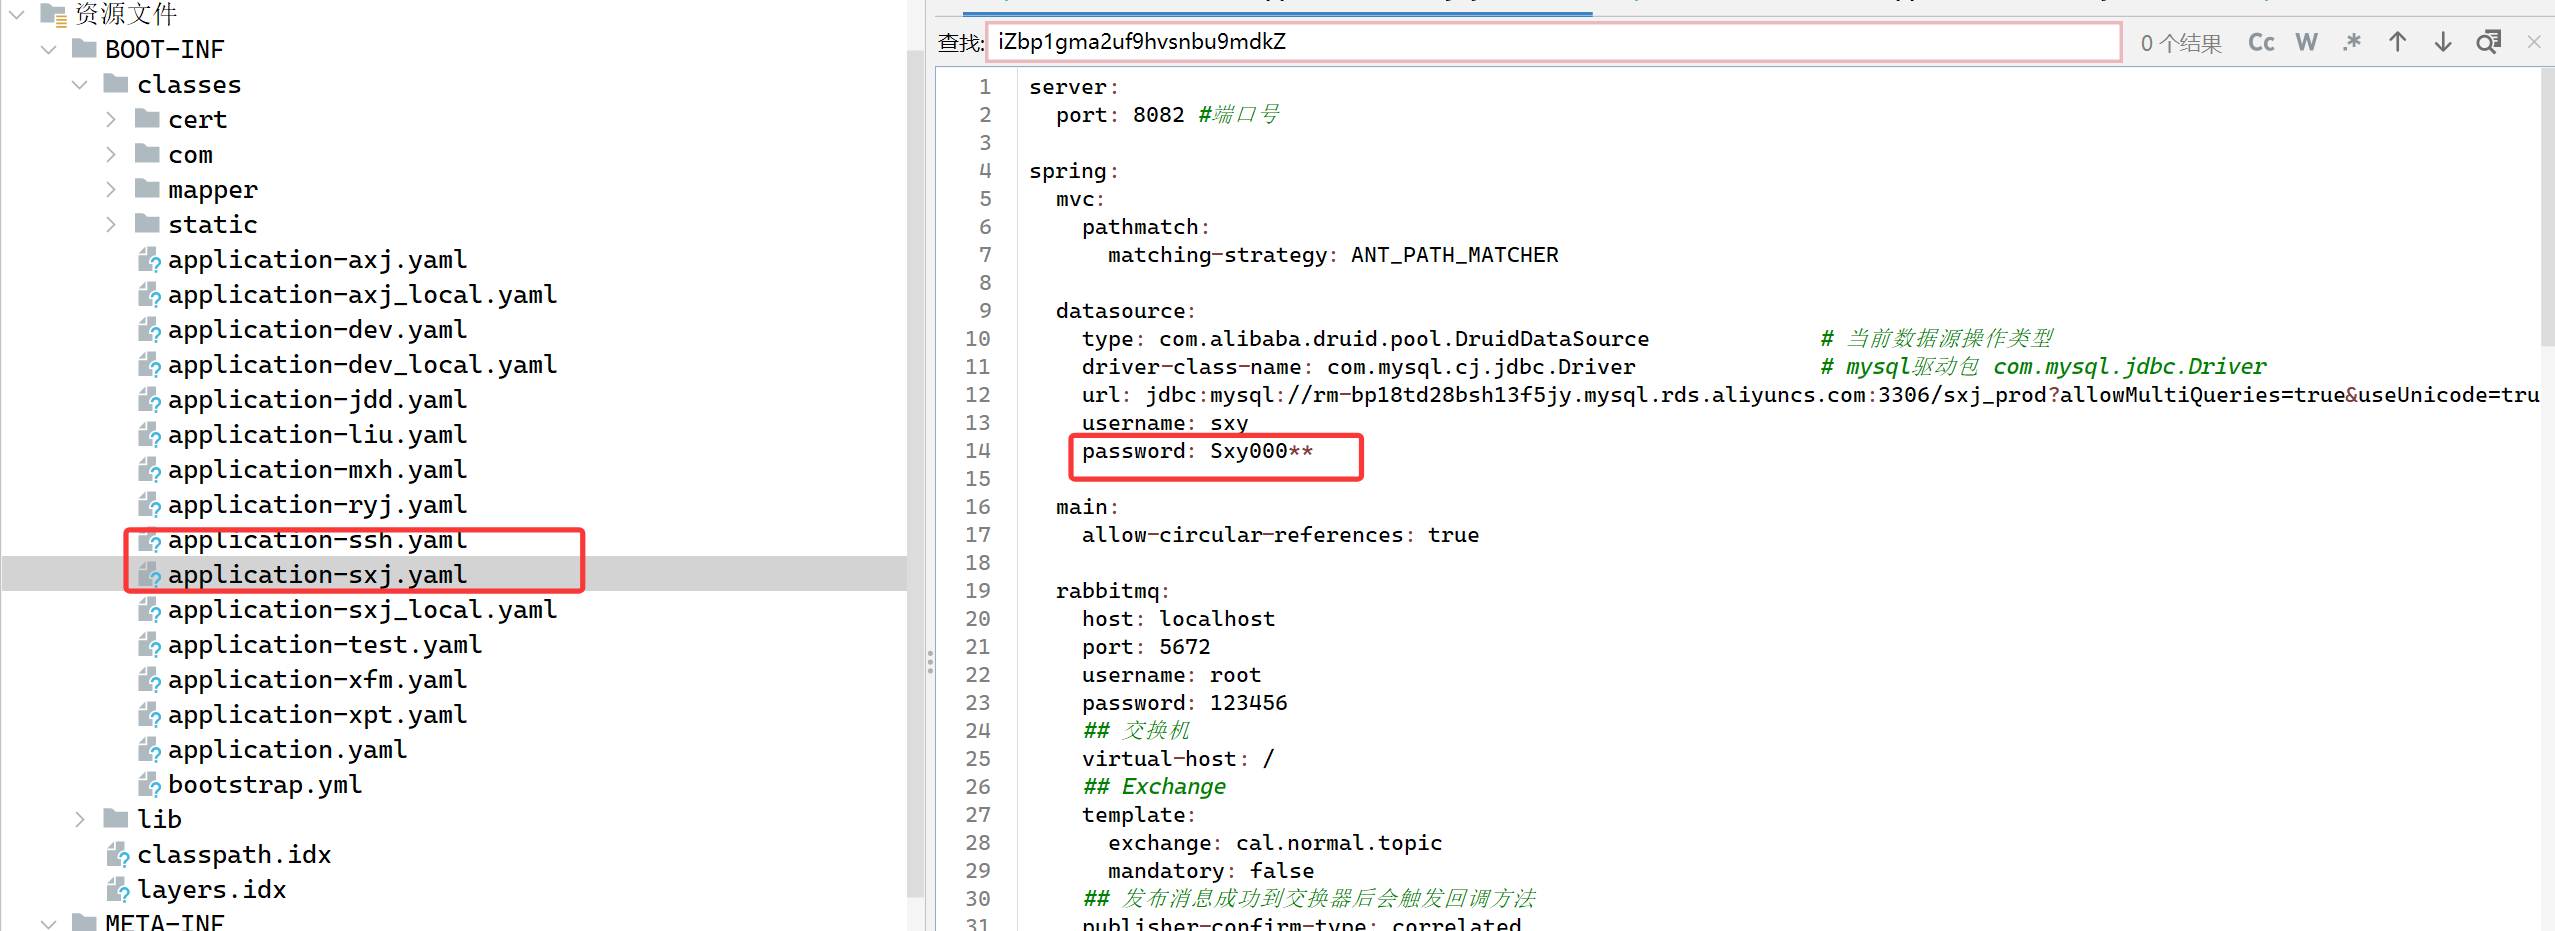 资源文件
BOOT-INF
classes
cert
com
mapper
static
application-axj.yaml
application-axj_local.yaml
application-dev.yaml
application-dev_local.yaml
application-jdd.yaml
application-liu.yaml
application-mxh.yaml
application-ryj.yaml
application-ssh.yaml
application-sxj.yaml
application-sxj_local.yaml
application-test.yaml
application-xfm.yaml
application-xpt.yaml
application.yaml
bootstrap.yml
lib
classpath.idx
layers.idx
META-INF
查找: iZbp1gma2uf9hvsnbu9mdkZ 0 个结果 Cc W .*
1 server:
2 port: 8082 #端口号
3
4 spring:
5 mvc:
6 pathmatch:
7 matching-strategy: ANT_PATH_MATCHER
8
9 datasource:
10 type: com.alibaba.druid.pool.DruidDataSource # 当前数据源操作类型
11 driver-class-name: com.mysql.cj.jdbc.Driver # mysql驱动包 com.mysql.jdbc.Driver
12 url: jdbc:mysql://rm-bp18td28bsh13f5jy.mysql.rds.aliyuncs.com:3306/sxj_prod?allowMultiQueries=true&useUnicode=tru
13 username: sxy
14 password: Sxy000**
15
16 main:
17 allow-circular-references: true
18
19 rabbitmq:
20 host: localhost
21 port: 5672
22 username: root
23 password: 123456
24 ## 交换机
25 virtual-host: /
26 ## Exchange
27 template:
28 exchange: cal.normal.topic
29 mandatory: false
30 ## 发布消息成功到交换器后会触发回调方法
31 publisher-confirm-type: correlated